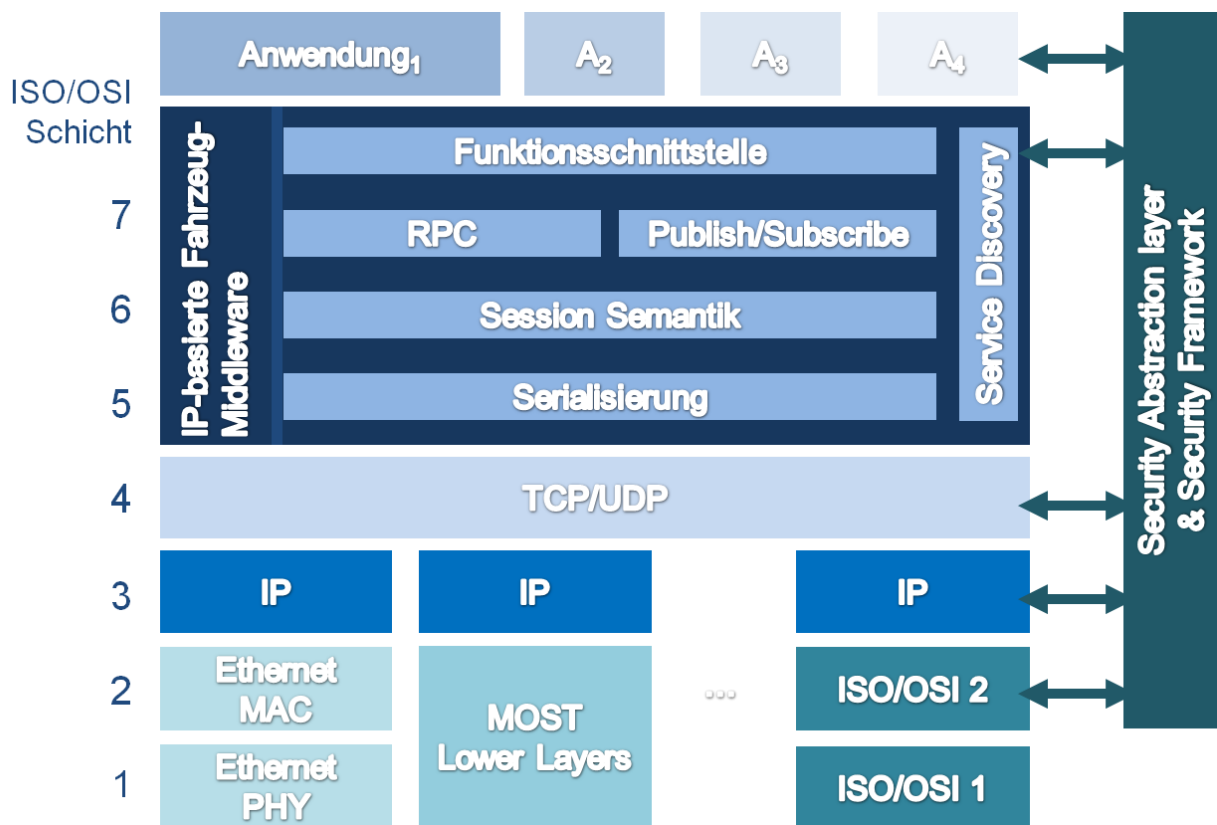 Anwendung1
A2
A3
A4
ISO/OSI
Schicht
7
6
5
4
3
2
1
IP-basierte Fahrzeug-
Middleware
Funktionsschnittstelle
RPC
Publish/Subscribe
Session Semantik
Serialisierung
Service Discovery
TCP/UDP
IP
IP
IP
Ethernet
MAC
MOST
Lower Layers
...
ISO/OSI 2
Ethernet
PHY
ISO/OSI 1
Security Abstraction layer
& Security Framework